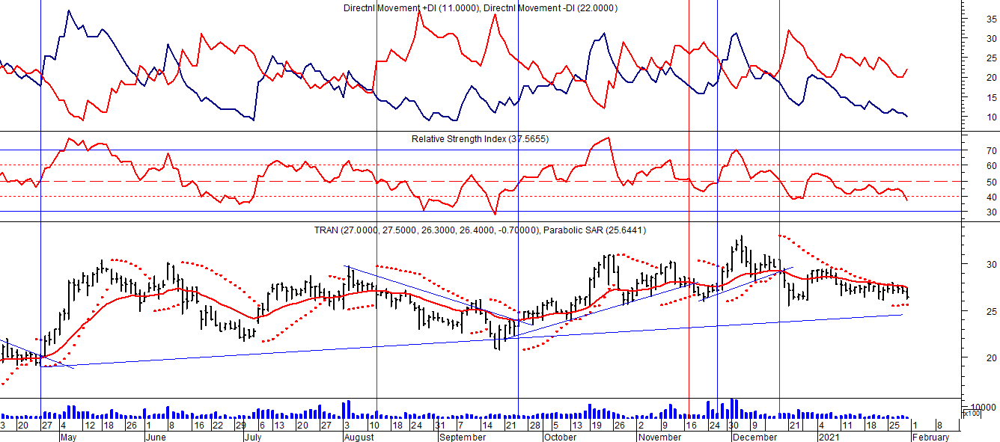 Directnl Movement +DI (11.0000), Directnl Movement -DI (22.0000)
35
30
25
20
15
10
Relative Strength Index (37.5655)
70
60
50
40
30
TRAN (27.0000, 27.5000, 26.3000, 26.4000, -0.70000), Parabolic SAR (25.6441)
30
25
20
10000
x100
3 20 27 4 12 18 26 1 8 16 22 29 6 13 20 27 3 10 18 24 31 7 14 21 28 5 13 19 26 2 9 16 24 30 9 21 4 11 18 25 1 8
May June July August September October November December 2021 February